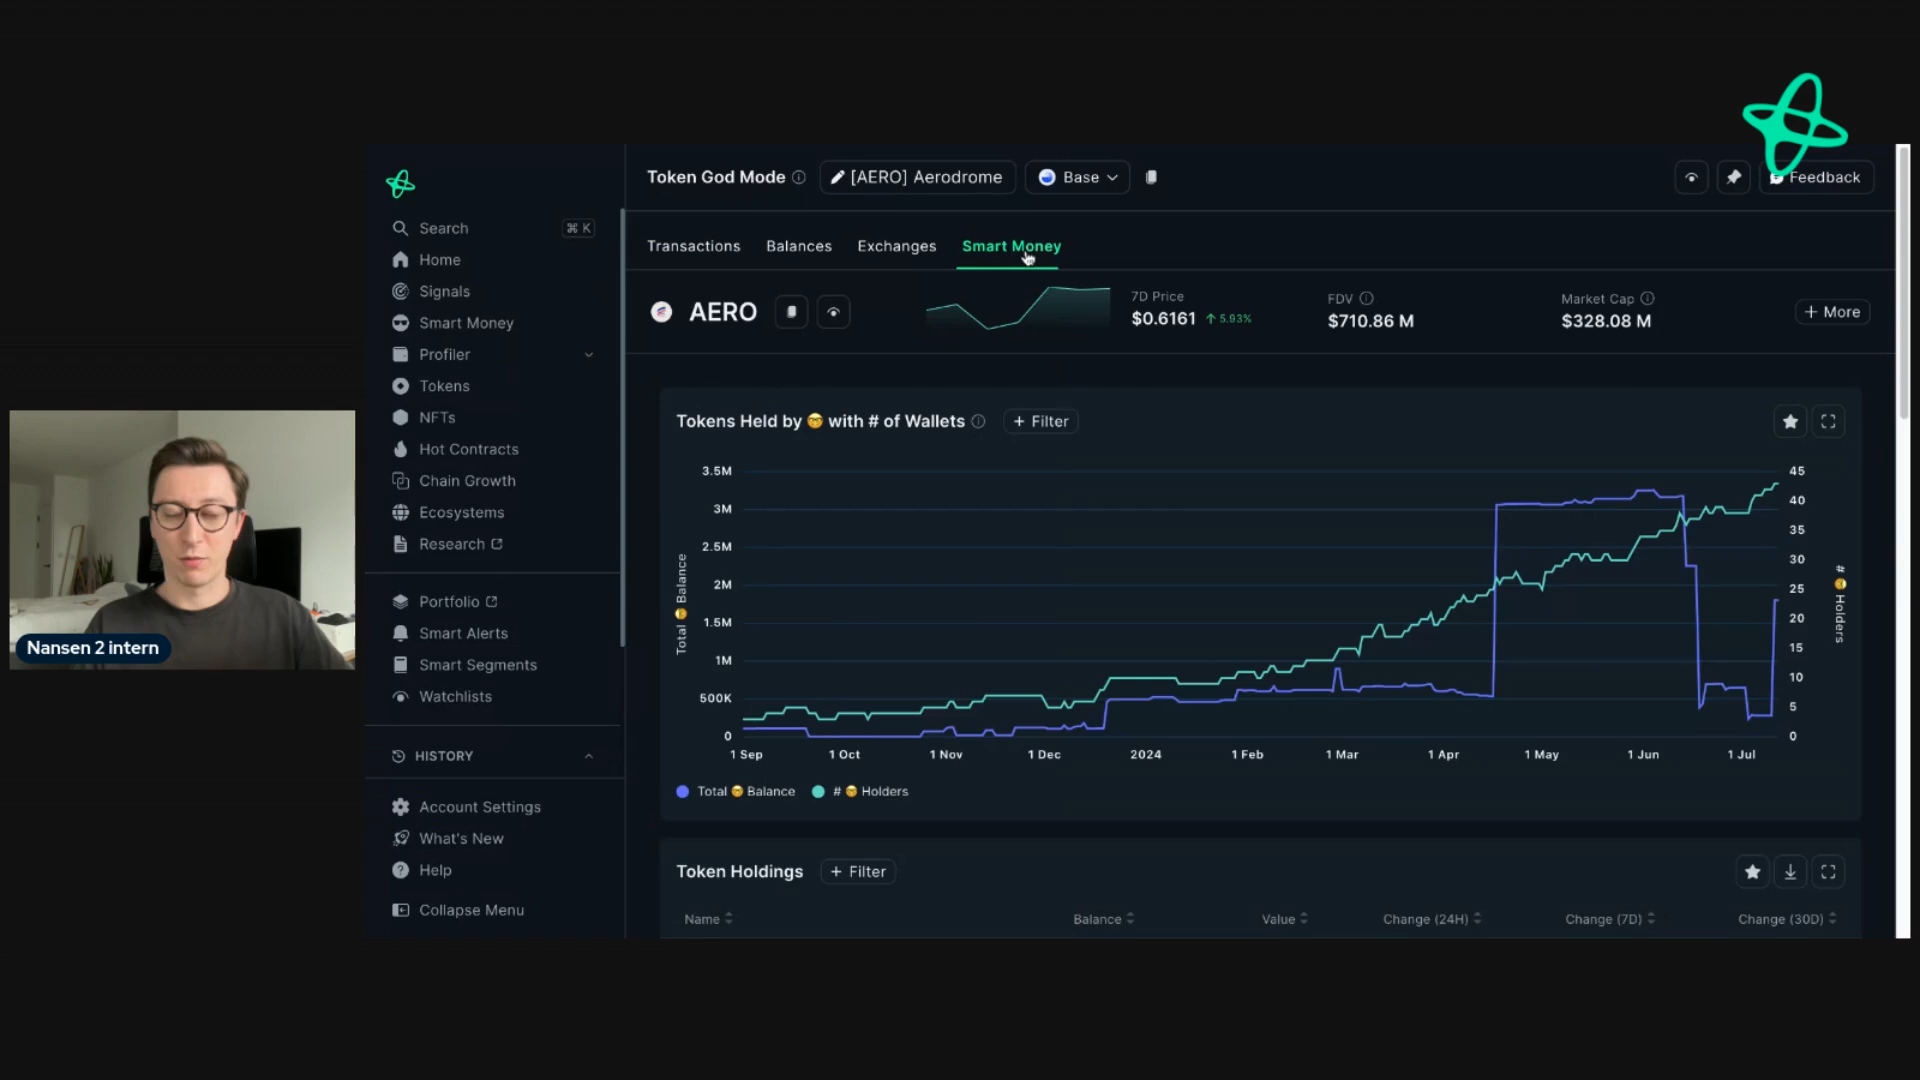 Token God Mode [AERO] Aerodrome Base Feedback
Search ⌘ K
Home
Signals
Smart Money
Profiler
Tokens
NFTs
Hot Contracts
Chain Growth
Ecosystems
Research
Portfolio
Smart Alerts
Smart Segments
Watchlists
HISTORY
Account Settings
What's New
Help
Collapse Menu
Transactions Balances Exchanges Smart Money
AERO
7D Price
$0.6161 ↑ 5.93%
FDV
$710.86 M
Market Cap
$328.08 M
+ More
Tokens Held by 🤓 with # of Wallets + Filter
3.5M
3M
2.5M
2M
1.5M
1M
500K
0
Total 🤓 Balance
45
40
35
30
25
20
15
10
5
0
# 🤓 Holders
1 Sep 1 Oct 1 Nov 1 Dec 2024 1 Feb 1 Mar 1 Apr 1 May 1 Jun 1 Jul
Total 🤓 Balance # 🤓 Holders
Token Holdings + Filter
Name Balance Value Change (24H) Change (7D) Change (30D)
Nansen 2 intern